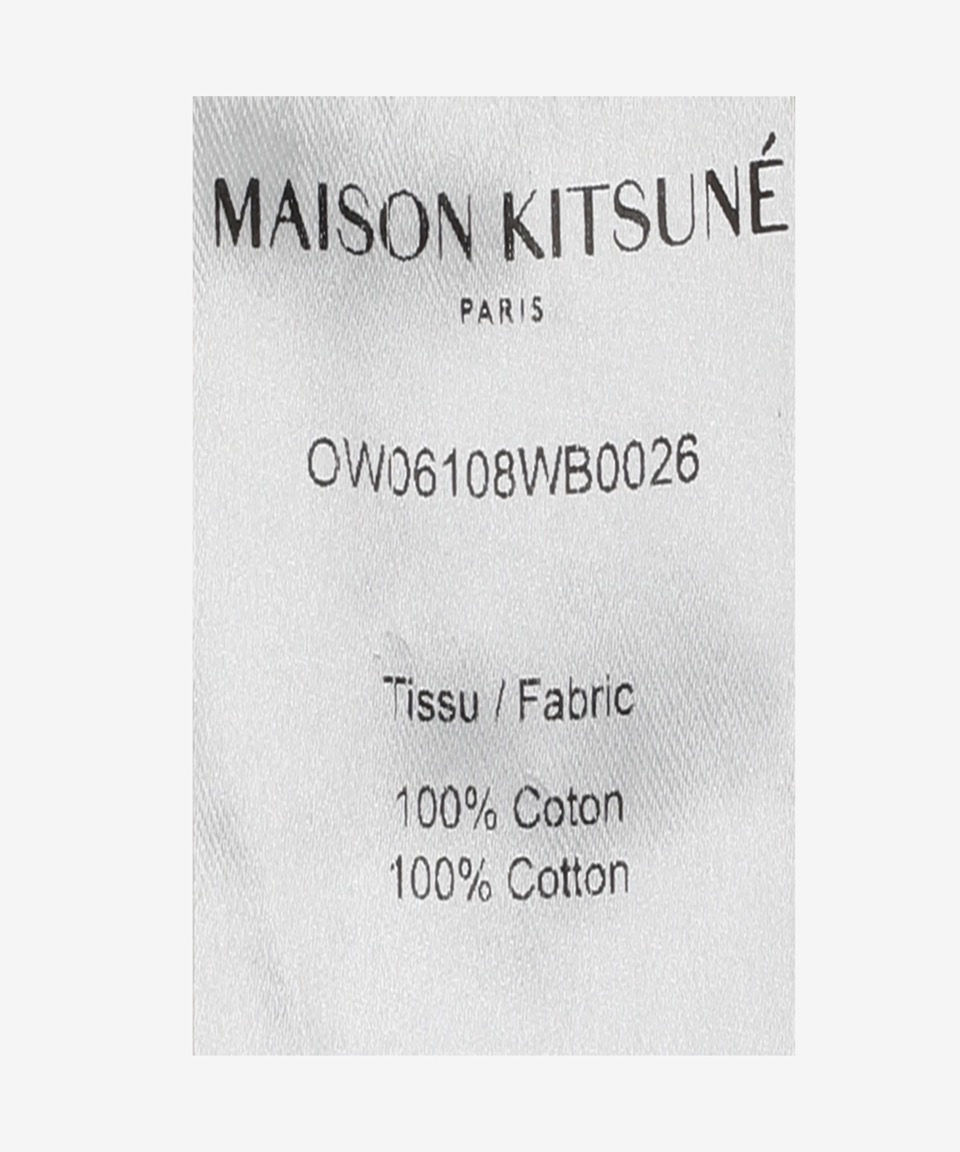 MAISON KITSUNÉ
PARIS
OW06108WB0026
Tissu / Fabric
100% Coton
100% Cotton